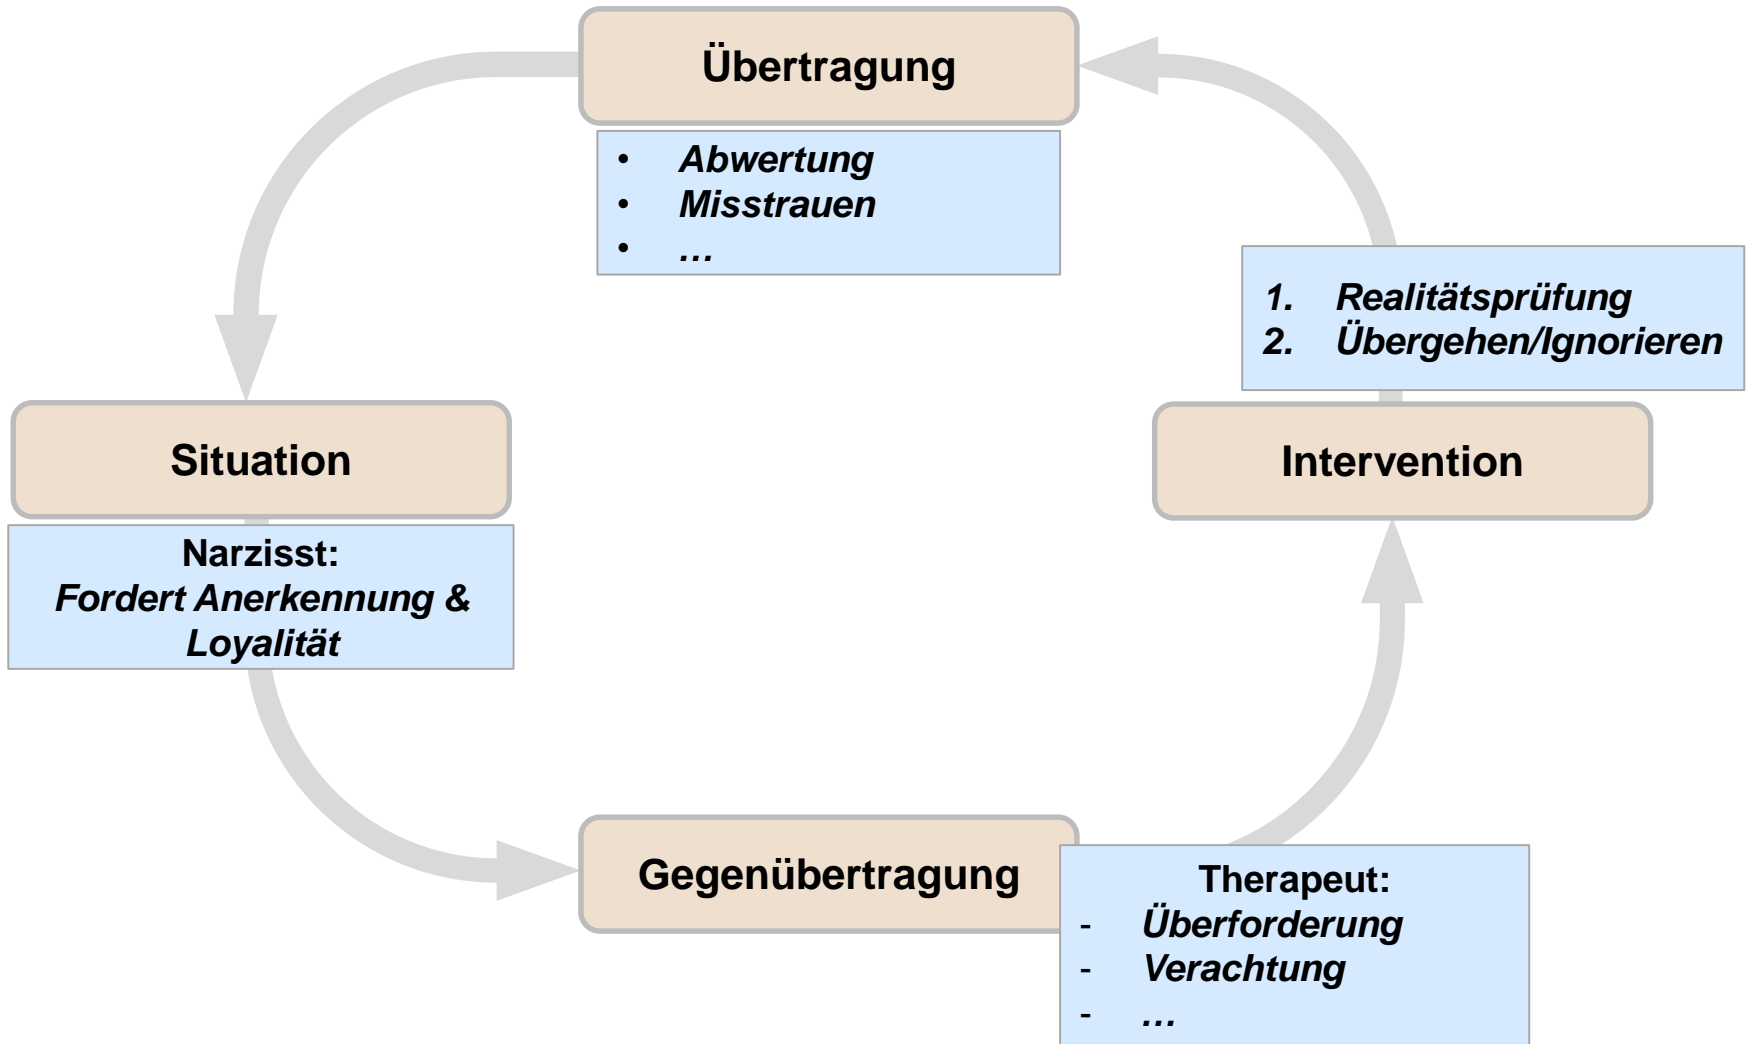 Übertragung
• Abwertung
• Misstrauen
• …
1. Realitätsprüfung
2. Übergehen/Ignorieren
Situation
Intervention
Narzisst:
Fordert Anerkennung &
Loyalität
Gegenübertragung
Therapeut:
- Überforderung
- Verachtung
- …